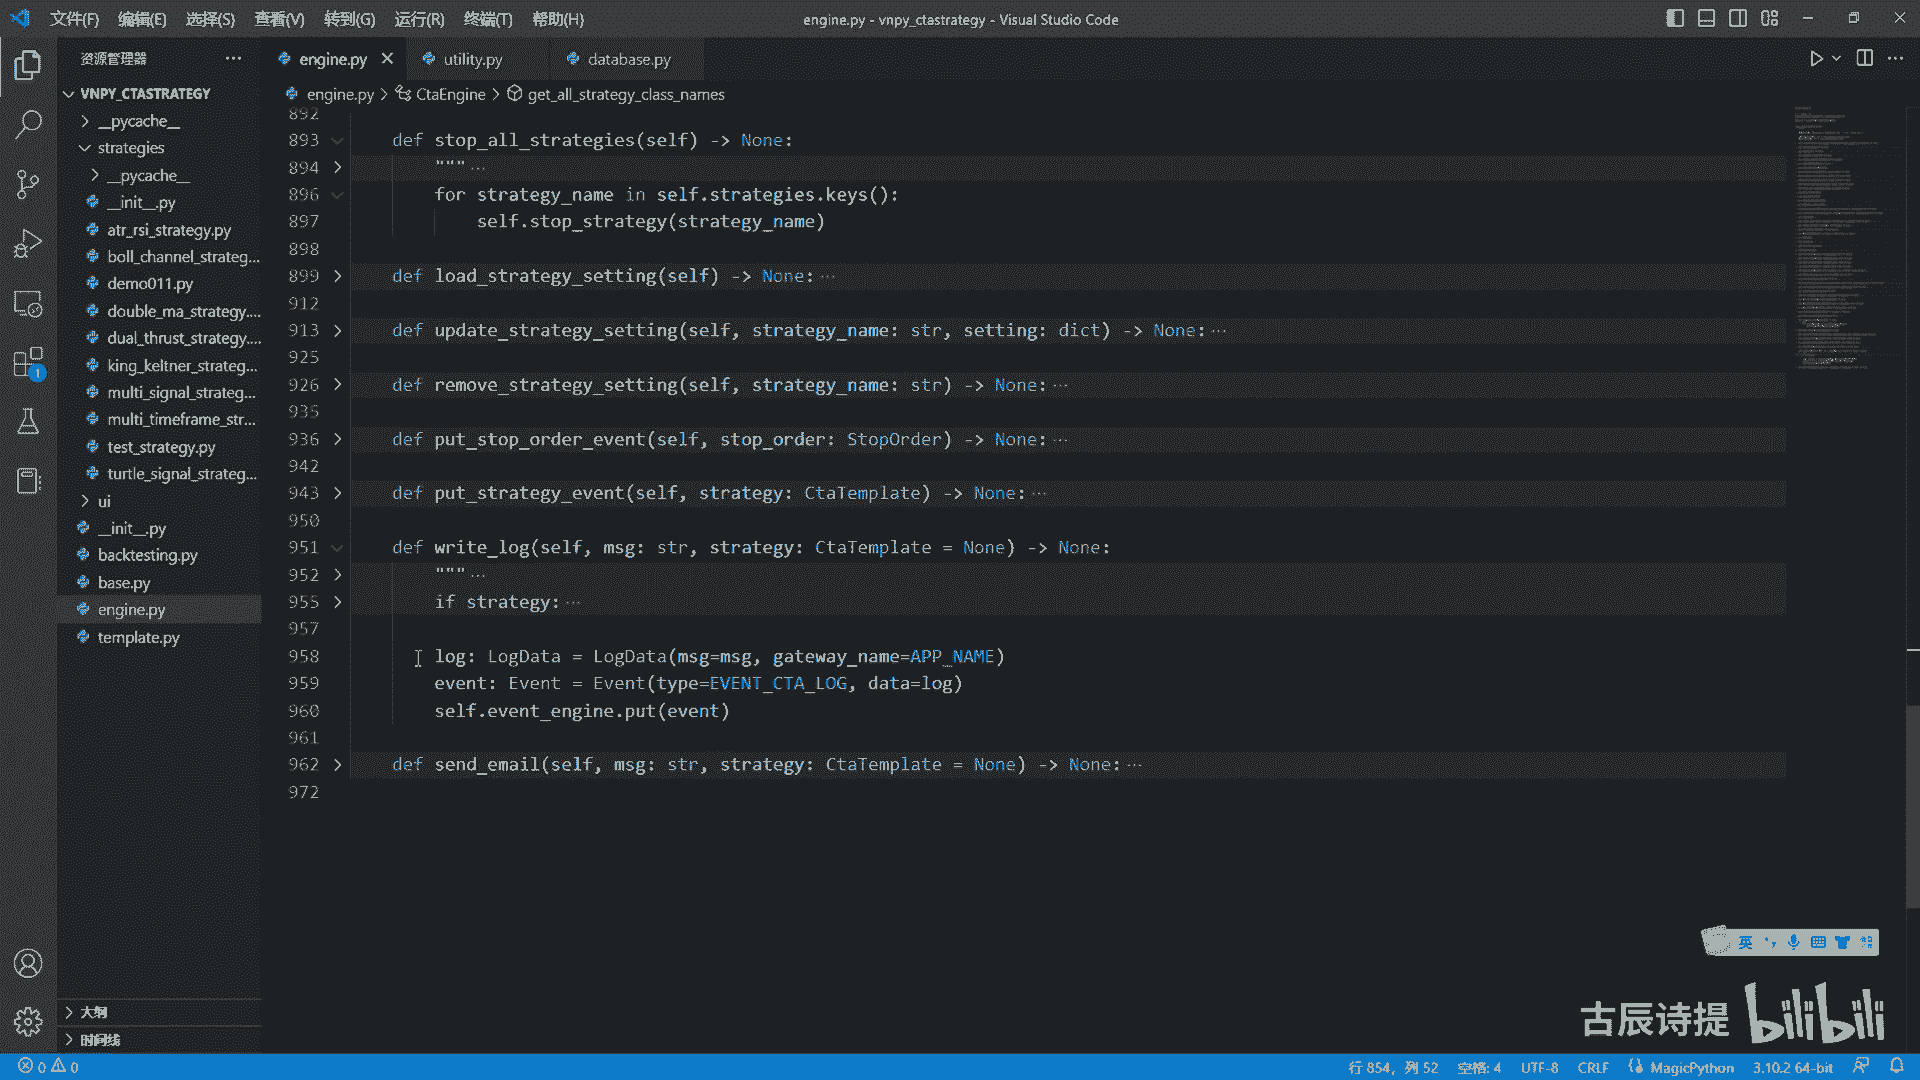 文件(F) 编辑(E) 选择(S) 查看(V) 转到(G) 运行(R) 终端(T) 帮助(H) engine.py - vnpy_ctastrategy - Visual Studio Code
资源管理器 ··· engine.py utility.py database.py
VNPY_CTASTRATEGY
__pycache__
strategies
__pycache__
__init__.py
atr_rsi_strategy.py
boll_channel_strateg...
demo011.py
double_ma_strategy....
dual_thrust_strategy....
king_keltner_strateg...
multi_signal_strateg...
multi_timeframe_str...
test_strategy.py
turtle_signal_strateg...
ui
__init__.py
backtesting.py
base.py
engine.py
template.py
大纲
时间线
1
engine.py > CtaEngine > get_all_strategy_class_names
892
893 def stop_all_strategies(self) -> None:
894 """ ···
896 for strategy_name in self.strategies.keys():
897 self.stop_strategy(strategy_name)
898
899 def load_strategy_setting(self) -> None: ···
912
913 def update_strategy_setting(self, strategy_name: str, setting: dict) -> None: ···
925
926 def remove_strategy_setting(self, strategy_name: str) -> None: ···
935
936 def put_stop_order_event(self, stop_order: StopOrder) -> None: ···
942
943 def put_strategy_event(self, strategy: CtaTemplate) -> None: ···
950
951 def write_log(self, msg: str, strategy: CtaTemplate = None) -> None:
952 """ ···
955 if strategy: ···
957
958 log: LogData = LogData(msg=msg, gateway_name=APP_NAME)
959 event: Event = Event(type=EVENT_CTA_LOG, data=log)
960 self.event_engine.put(event)
961
962 def send_email(self, msg: str, strategy: CtaTemplate = None) -> None: ···
972
英
古辰诗提 bilibili
0 0 行 854, 列 52 空格: 4 UTF-8 CRLF MagicPython 3.10.2 64-bit